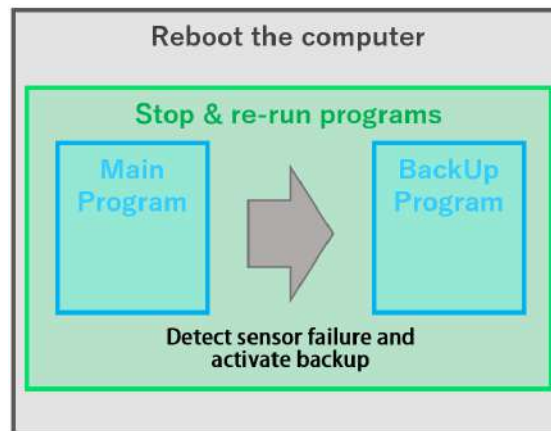 Reboot the computer
Stop & re-run programs
Main
Program
BackUp
Program
Detect sensor failure and
activate backup